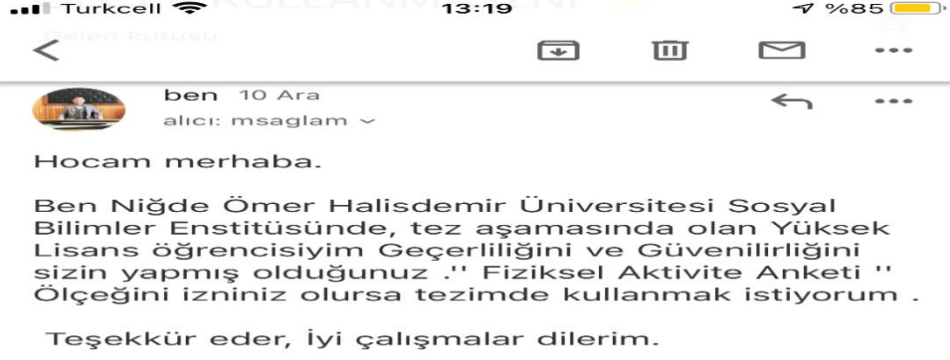 Turkcell 13:19 %85
Gelen kutusu
ben 10 Ara
alıcı: msaglam
Hocam merhaba.
Ben Niğde Ömer Halisdemir Üniversitesi Sosyal
Bilimler Enstitüsünde, tez aşamasında olan Yüksek
Lisans öğrencisiyim Geçerliliğini ve Güvenilirliğini
sizin yapmış olduğunuz .'' Fiziksel Aktivite Anketi ''
Ölçeğini izniniz olursa tezimde kullanmak istiyorum .
Teşekkür eder, İyi çalışmalar dilerim.